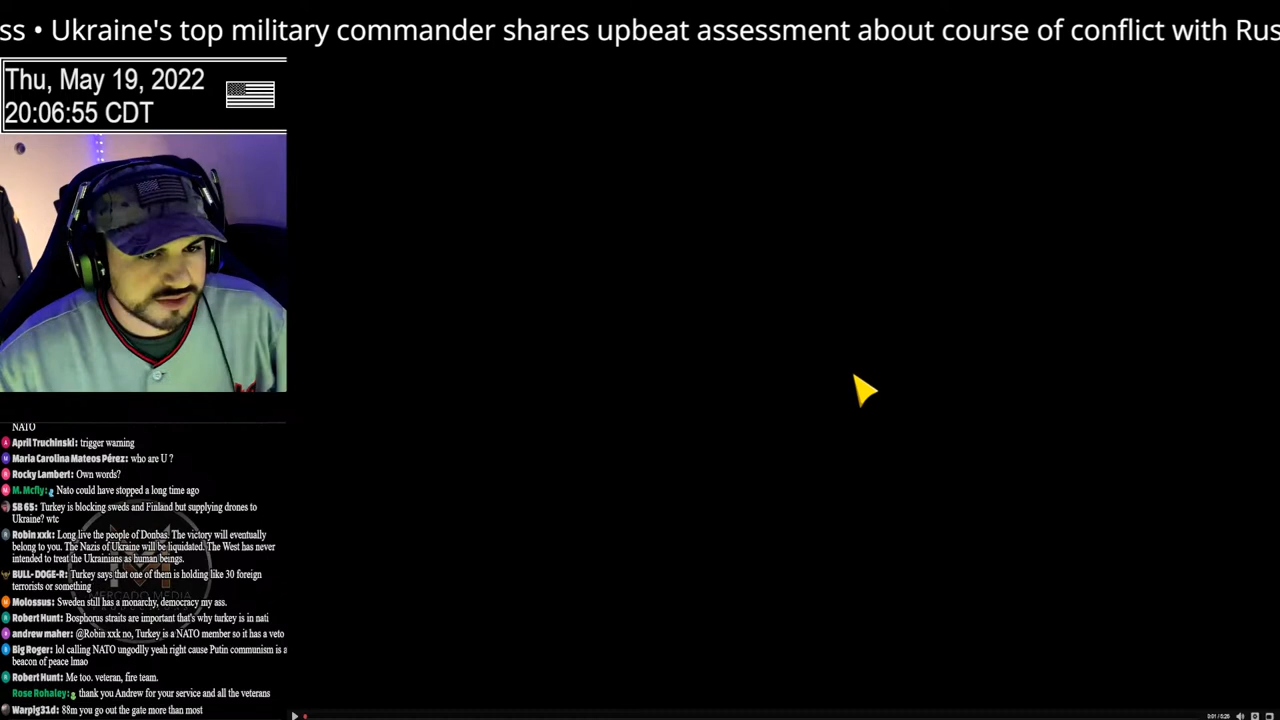 ss • Ukraine's top military commander shares upbeat assessment about course of conflict with Rus
Thu, May 19, 2022
20:06:55 CDT
NATO
April Truchinski: trigger warning
Maria Carolina Mateos Pérez: who are U ?
Rocky Lambert: Own words?
M. Mcfly: Nato could have stopped a long time ago
SB 65: Turkey is blocking sweds and Finland but supplying drones to
Ukraine? wtc
Robin xxk: Long live the people of Donbas! The victory will eventually
belong to you. The Nazis of Ukraine will be liquidated. The West has never
intended to treat the Ukrainians as human beings.
BULL- DOGE-R: Turkey says that one of them is holding like 30 foreign
terrorists or something
Molossus: Sweden still has a monarchy, democracy my ass.
MERCADO MEDIA
Robert Hunt: Bosphorus straits are important that's why turkey is in nati
andrew maher: @Robin xxk no, Turkey is a NATO member so it has a veto
Big Roger: lol calling NATO ungodlly yeah right cause Putin communism is a
beacon of peace lmao
Robert Hunt: Me too. veteran, fire team.
Rose Rohaley: thank you Andrew for your service and all the veterans
Warpig31d: 88m you go out the gate more than most
0:01 / 5:25